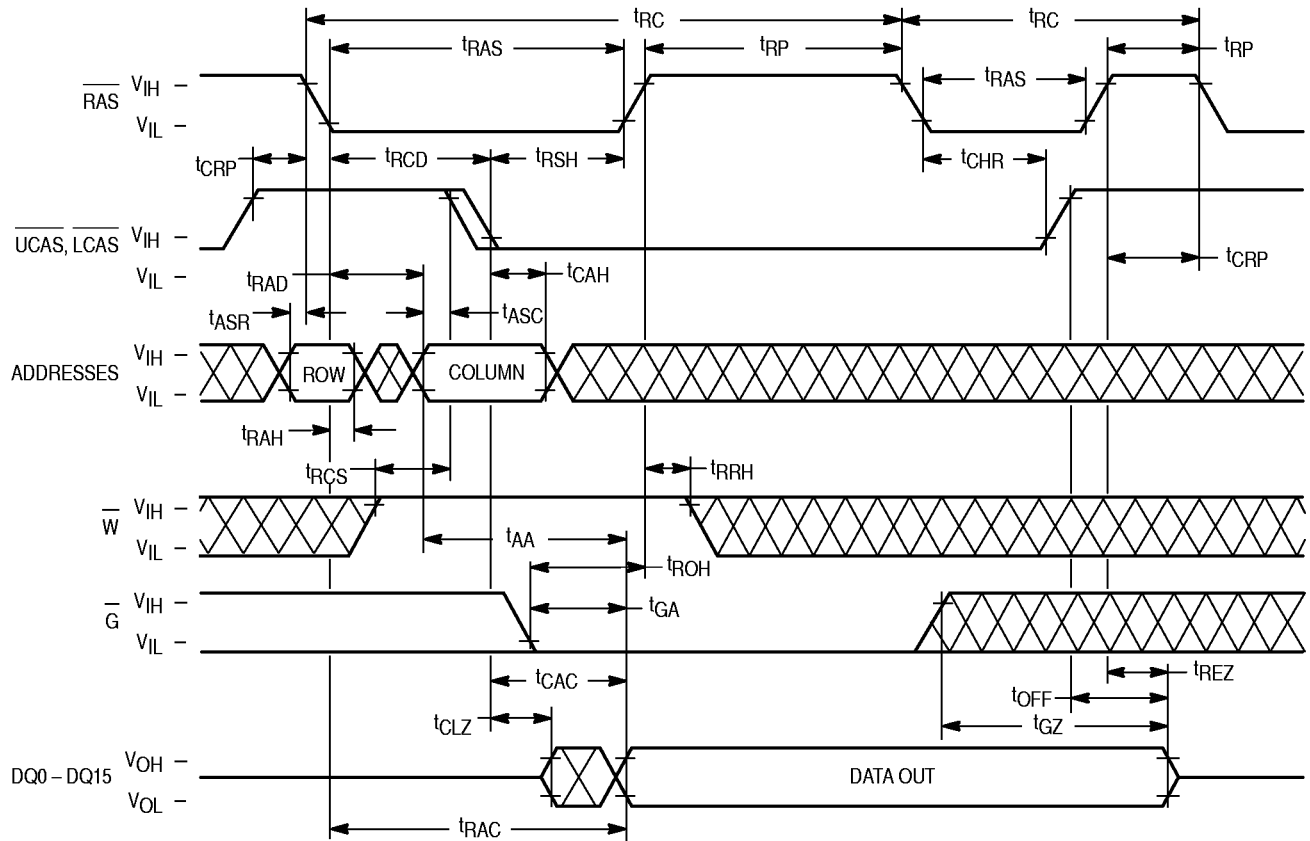 tRC tRC
tRAS tRP tRP
tRAS
RAS VIH
VIL
tCRP tRCD tRSH tCHR
UCAS, LCAS VIH
VIL
tRAD tCAH tCRP
tASR tASC
ADDRESSES VIH
VIL
ROW COLUMN
tRAH
tRCS tRRH
W VIH
VIL
tAA
tROH
G VIH
VIL
tGA
tCAC tREZ
tOFF
tCLZ tGZ
DQ0 – DQ15 VOH
VOL
DATA OUT
tRAC